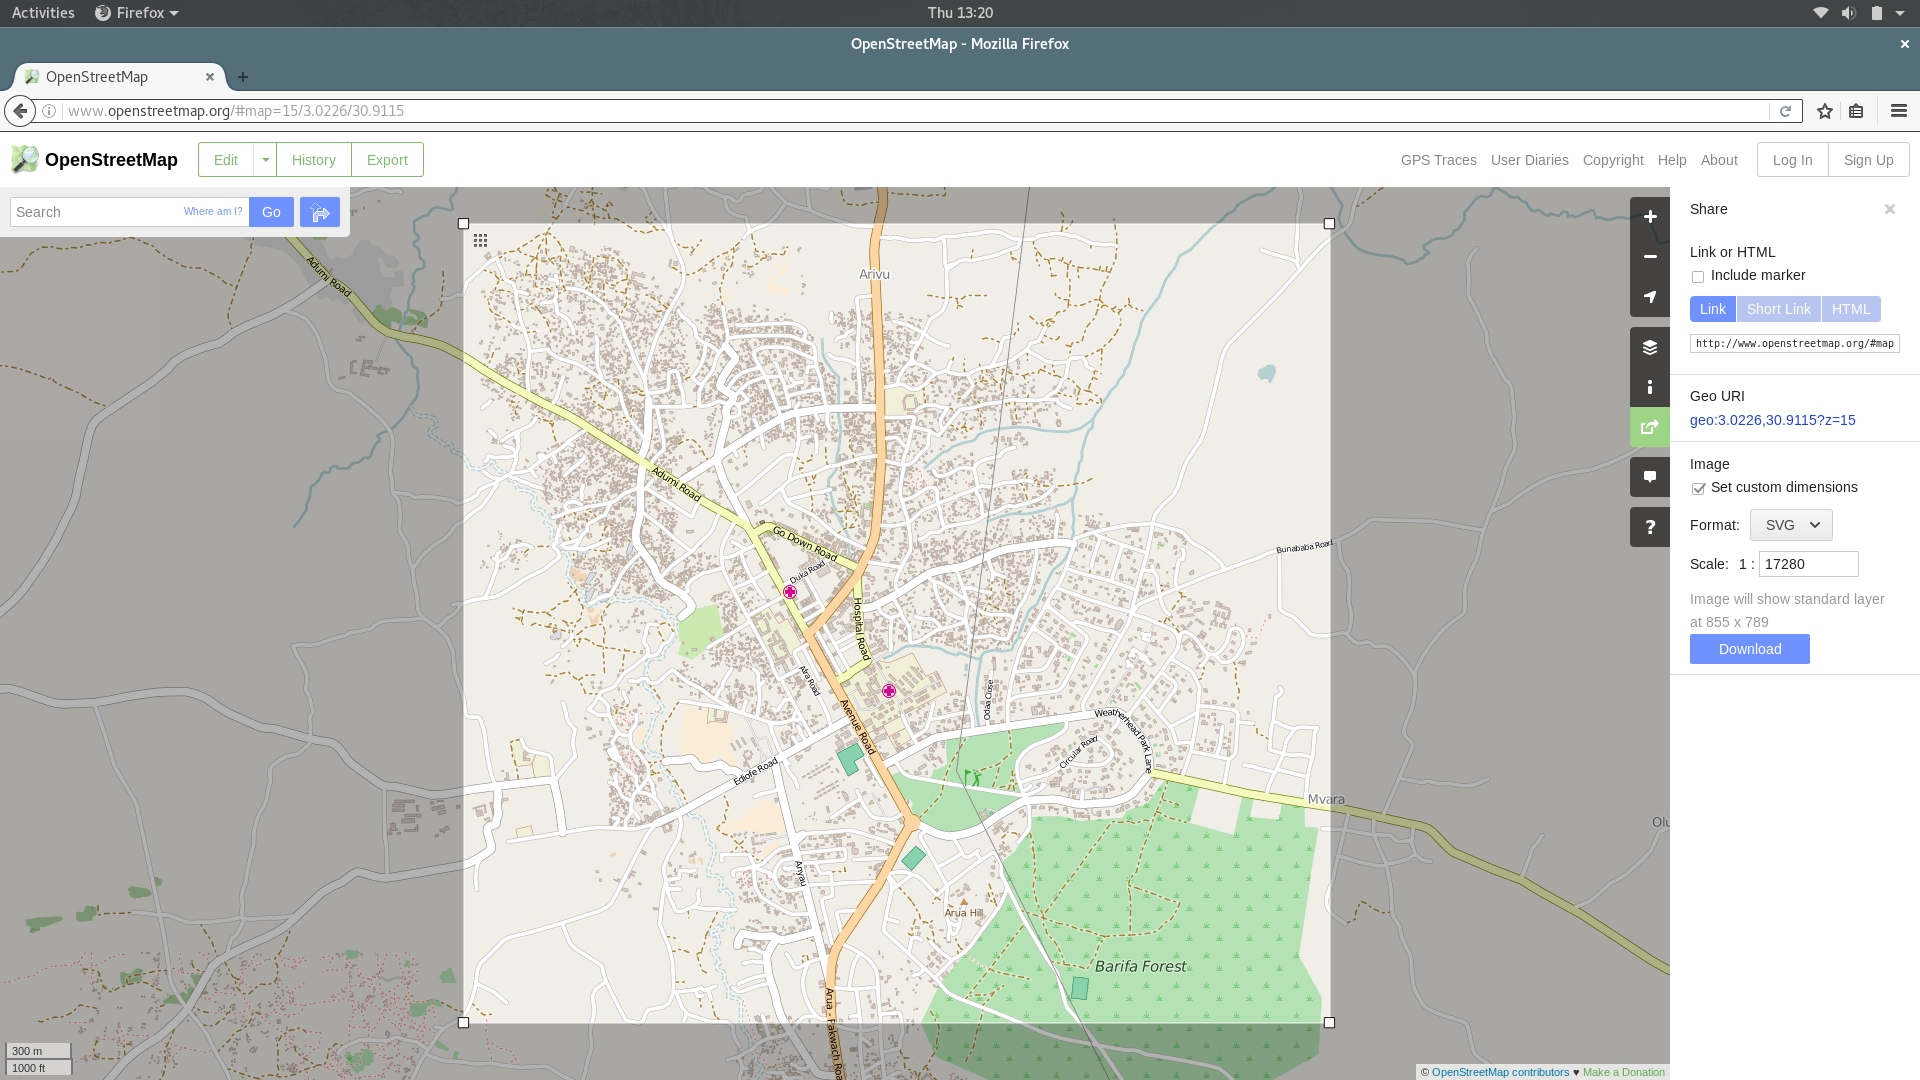 Activities Firefox Thu 13:20
OpenStreetMap - Mozilla Firefox
OpenStreetMap
www.openstreetmap.org/#map=15/3.0226/30.9115
OpenStreetMap Edit History Export GPS Traces User Diaries Copyright Help About Log In Sign Up
Search Where am I? Go
Share
Link or HTML
Include marker
Link Short Link HTML
http://www.openstreetmap.org/#map
Geo URI
geo:3.0226,30.9115?z=15
Image
Set custom dimensions
Format: SVG
Scale: 1 : 17280
Image will show standard layer
at 855 x 789
Download
Adumi Road
Arivu
Adumi Road
Go Down Road
Bunababa Road
Duka Road
Hospital Road
Afra Road
Odaa Close
Avenue Road
Weatherhead Park Lane
Circular Road
Ediofe Road
Mvara
Olu
Anyau
Arua Hill
Barifa Forest
Arua - Pakwach Roa
300 m
1000 ft
© OpenStreetMap contributors ♥ Make a Donation